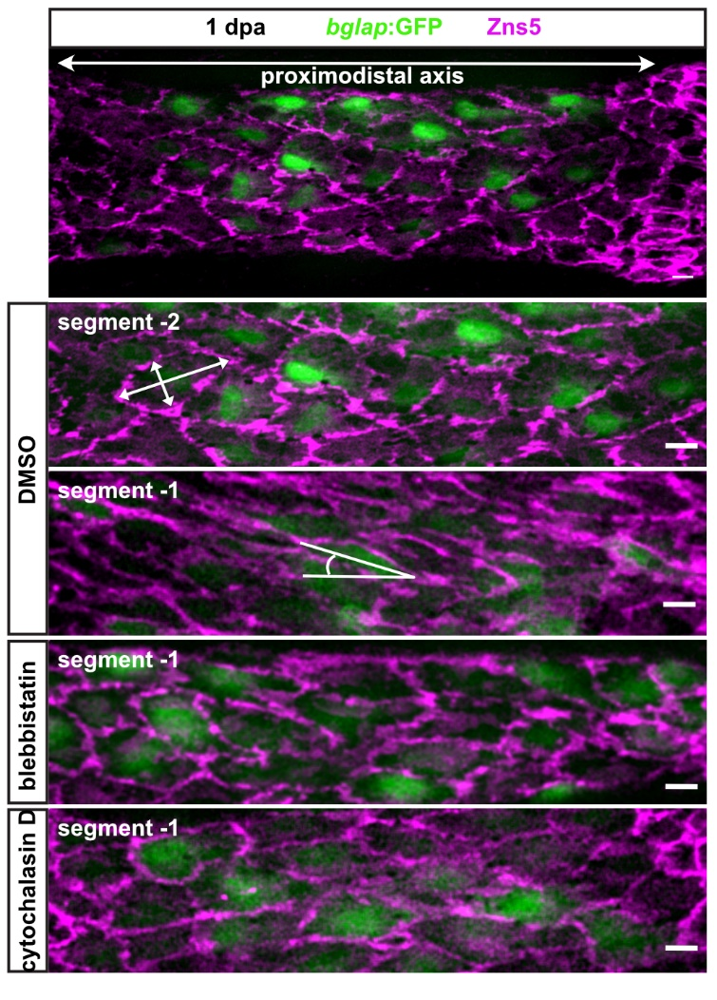 1 dpa bglap:GFP Zns5
proximodistal axis
DMSO
segment -2
segment -1
blebbistatin
segment -1
cytochalasin D
segment -1